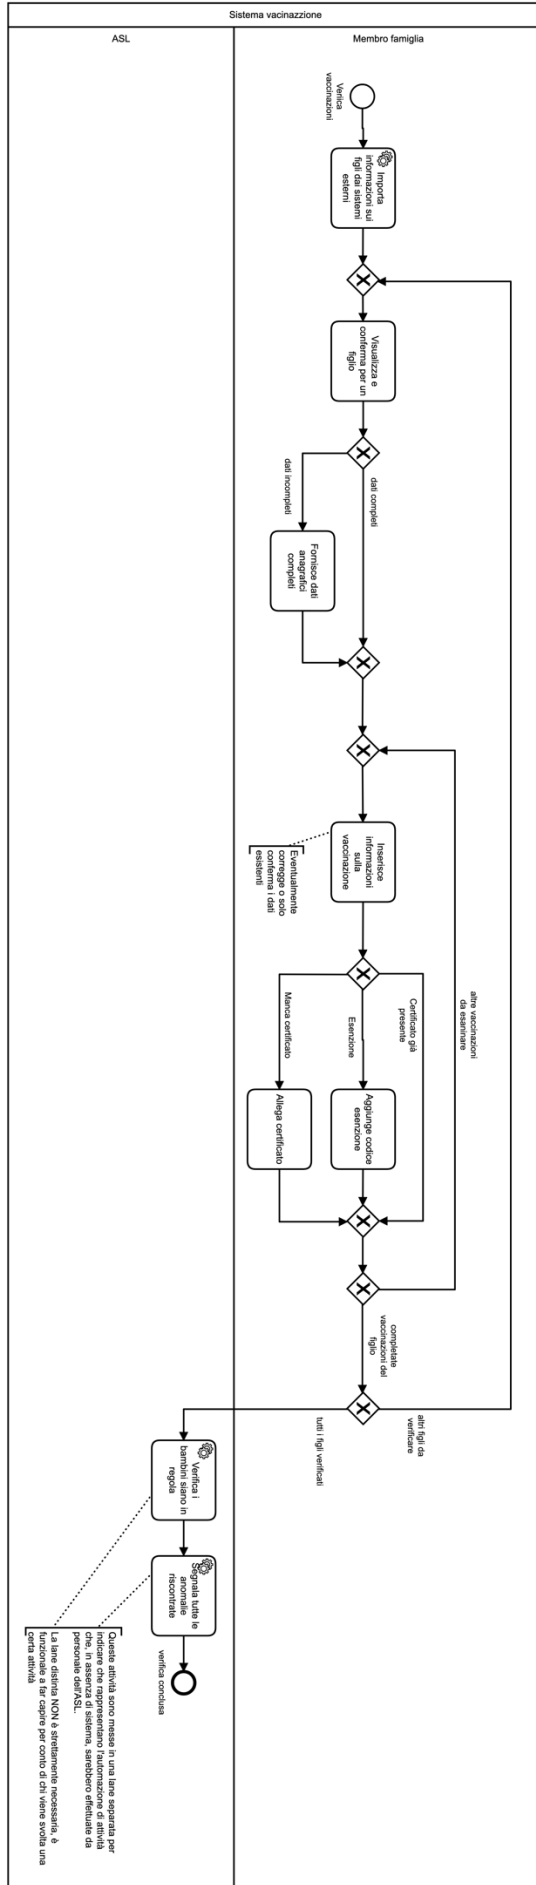 Sistema vacinazzione
ASL
Membro famiglia
Veriica
vaccinazioni
Importa
informazioni sui
figli dai sistemi
esterni
Visualizza e
conferma per un
figlio
dati incompleti
dati completi
Fornisce dati
anagrafici
completi
Inserisce
informazioni
sulla
vaccinazione
Eventualmente
corregge o solo
conferma i dati
esistenti
altre vaccinazioni
da esaninare
Certificato già
presente
Esenzione
Manca certificato
Aggiunge codice
esenzione
Allega certificato
completate
vaccinazioni del
figlio
altri figli da
verificare
tutti i figli verificati
Verifica i
bambini siano in
regola
Segnala tutte le
anomalie
riscontrate
verifica conclusa
Queste attività sono messe in una lane separata per
indicare che rappresentano l'automazione di attività
che, in assenza di sistema, sarebbero effettuate da
personale dell'ASL.
La lane distinta NON è strettamente necessaria, è
funzionale a far capire per conto di chi viene svolta una
certa attività